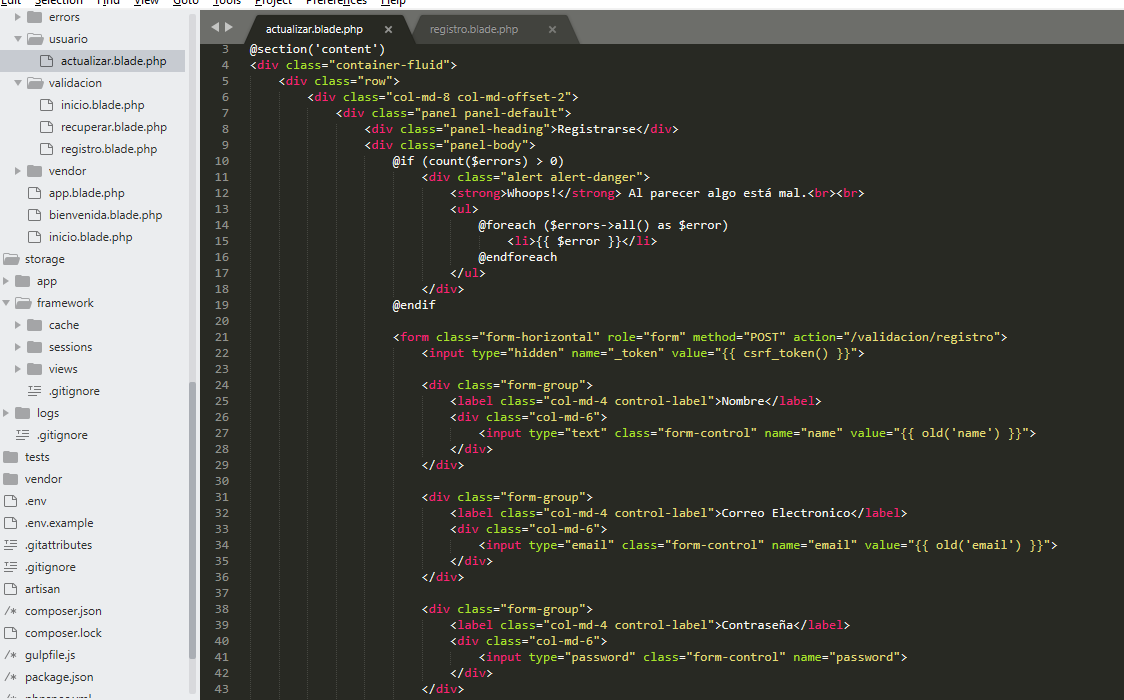 Edit Selection Find View Goto Tools Project Preferences Help
errors
usuario
actualizar.blade.php
validacion
inicio.blade.php
recuperar.blade.php
registro.blade.php
vendor
app.blade.php
bienvenida.blade.php
inicio.blade.php
storage
app
framework
cache
sessions
views
.gitignore
logs
.gitignore
tests
vendor
.env
.env.example
.gitattributes
.gitignore
artisan
/* composer.json
composer.lock
/* gulpfile.js
/* package.json
actualizar.blade.php × registro.blade.php ×
3 @section('content')
4 <div class="container-fluid">
5 <div class="row">
6 <div class="col-md-8 col-md-offset-2">
7 <div class="panel panel-default">
8 <div class="panel-heading">Registrarse</div>
9 <div class="panel-body">
10 @if (count($errors) > 0)
11 <div class="alert alert-danger">
12 <strong>Whoops!</strong> Al parecer algo está mal.<br><br>
13 <ul>
14 @foreach ($errors->all() as $error)
15 <li>{{ $error }}</li>
16 @endforeach
17 </ul>
18 </div>
19 @endif
20
21 <form class="form-horizontal" role="form" method="POST" action="/validacion/registro">
22 <input type="hidden" name="_token" value="{{ csrf_token() }}">
23
24 <div class="form-group">
25 <label class="col-md-4 control-label">Nombre</label>
26 <div class="col-md-6">
27 <input type="text" class="form-control" name="name" value="{{ old('name') }}">
28 </div>
29 </div>
30
31 <div class="form-group">
32 <label class="col-md-4 control-label">Correo Electronico</label>
33 <div class="col-md-6">
34 <input type="email" class="form-control" name="email" value="{{ old('email') }}">
35 </div>
36 </div>
37
38 <div class="form-group">
39 <label class="col-md-4 control-label">Contraseña</label>
40 <div class="col-md-6">
41 <input type="password" class="form-control" name="password">
42 </div>
43 </div>